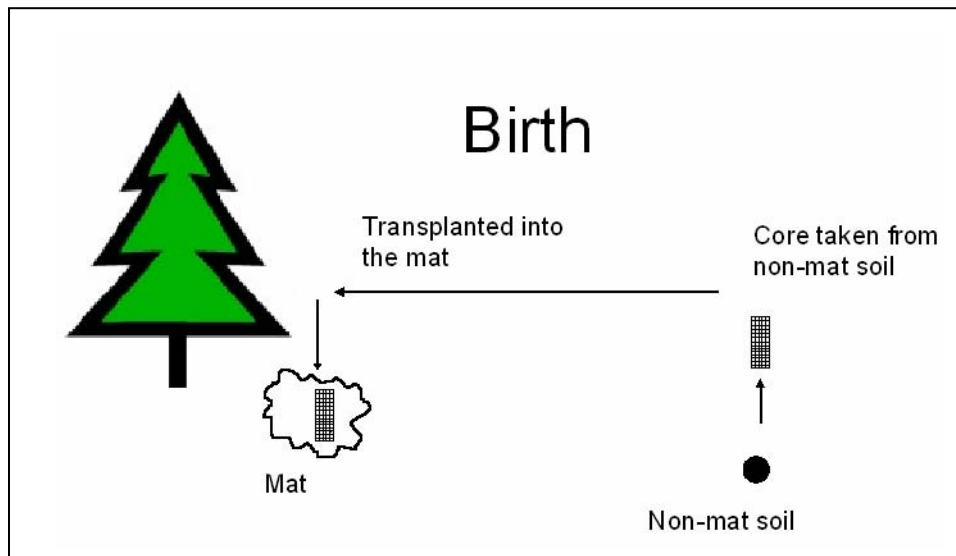 Birth
Transplanted into
the mat
Core taken from
non-mat soil
Mat
Non-mat soil